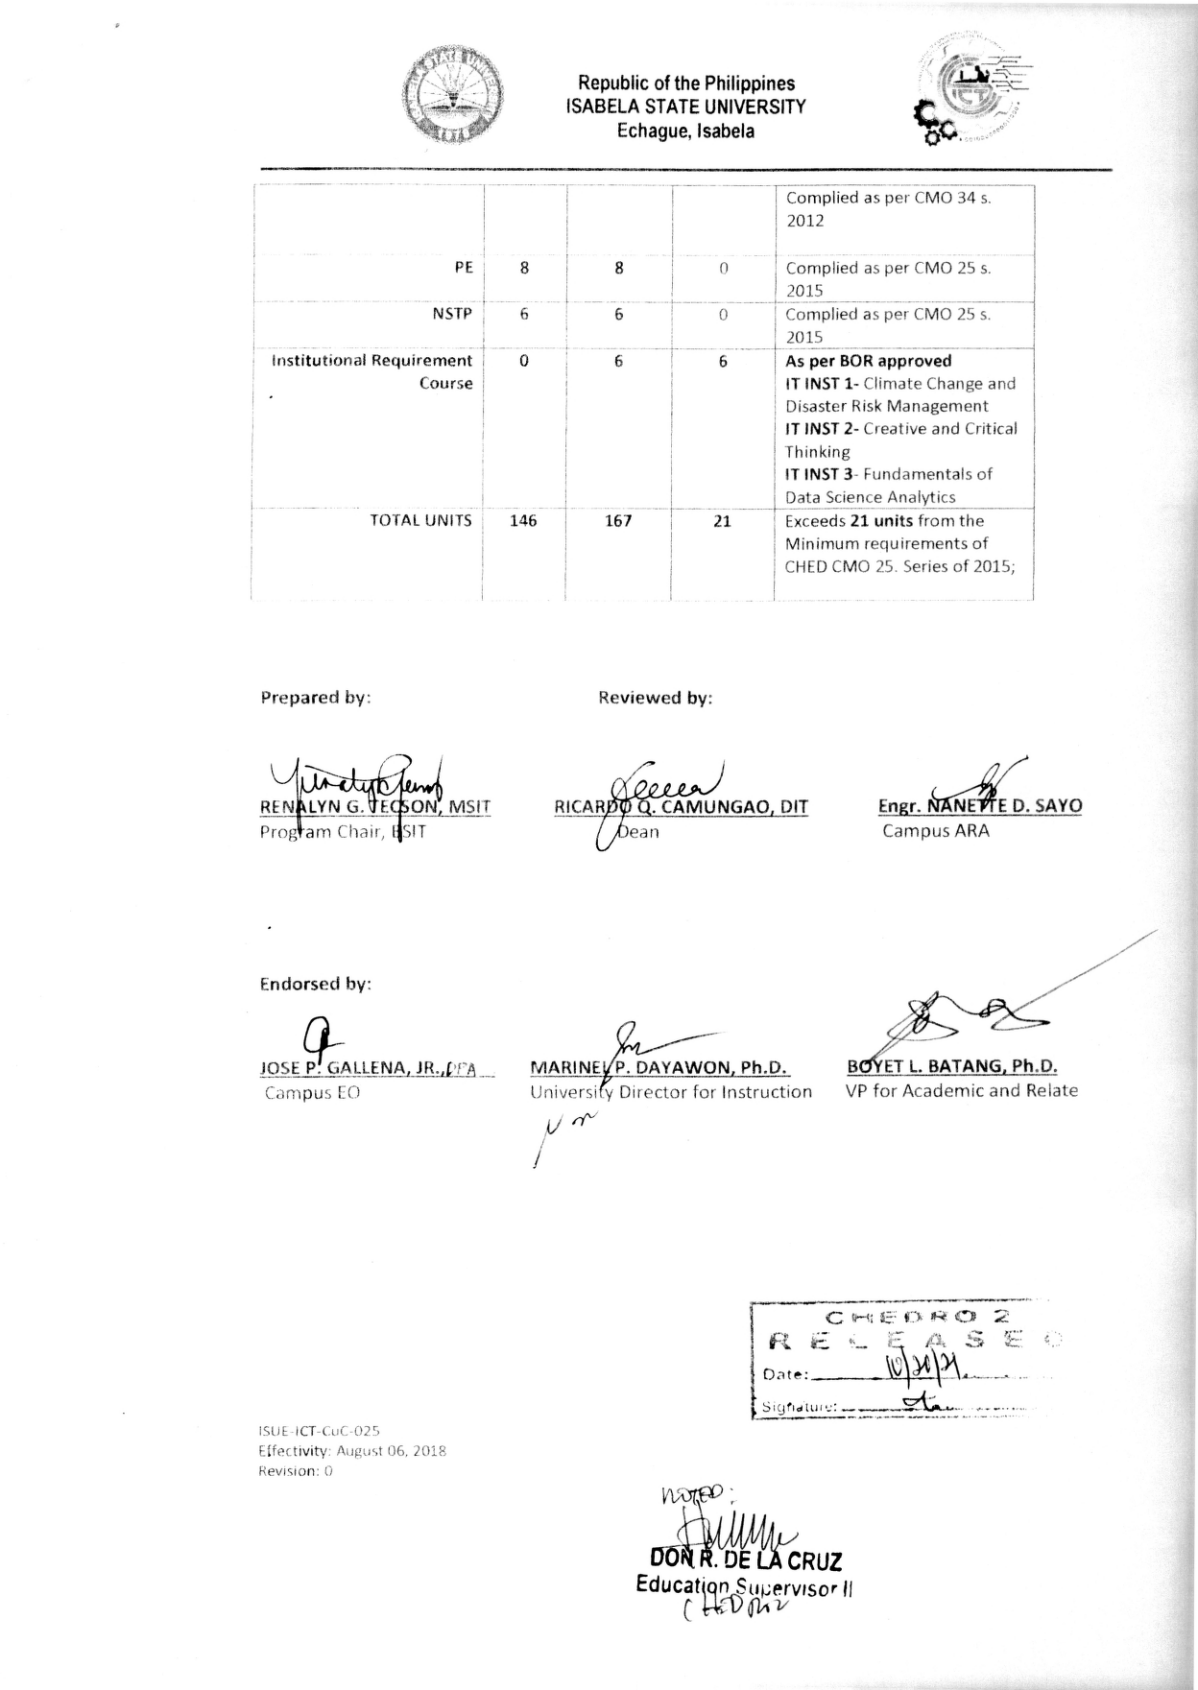 Republic of the Philippines
ISABELA STATE UNIVERSITY
Echague, Isabela
Complied as per CMO 34 s.
2012
PE 8 8 0 Complied as per CMO 25 s.
2015
NSTP 6 6 0 Complied as per CMO 25 s.
2015
Institutional Requirement 0 6 6 As per BOR approved
Course IT INST 1- Climate Change and
Disaster Risk Management
IT INST 2- Creative and Critical
Thinking
IT INST 3- Fundamentals of
Data Science Analytics
TOTAL UNITS 146 167 21 Exceeds 21 units from the
Minimum requirements of
CHED CMO 25. Series of 2015;
Prepared by: Reviewed by:
RENALYN G. TECSON, MSIT RICARDO Q. CAMUNGAO, DIT Engr. NANETTE D. SAYO
Program Chair, BSIT Dean Campus ARA
Endorsed by:
JOSE P. GALLENA, JR., DPA MARINEL P. DAYAWON, Ph.D. BOYET L. BATANG, Ph.D.
Campus EO University Director for Instruction VP for Academic and Relate
CHEDRO 2
RELEASED
Date: 10/20/21
Signature:
ISUE-ICT-CuC-025
Effectivity: August 06, 2018
Revision: 0
NOTED:
DON R. DE LA CRUZ
Education Supervisor II
CHEDRO2